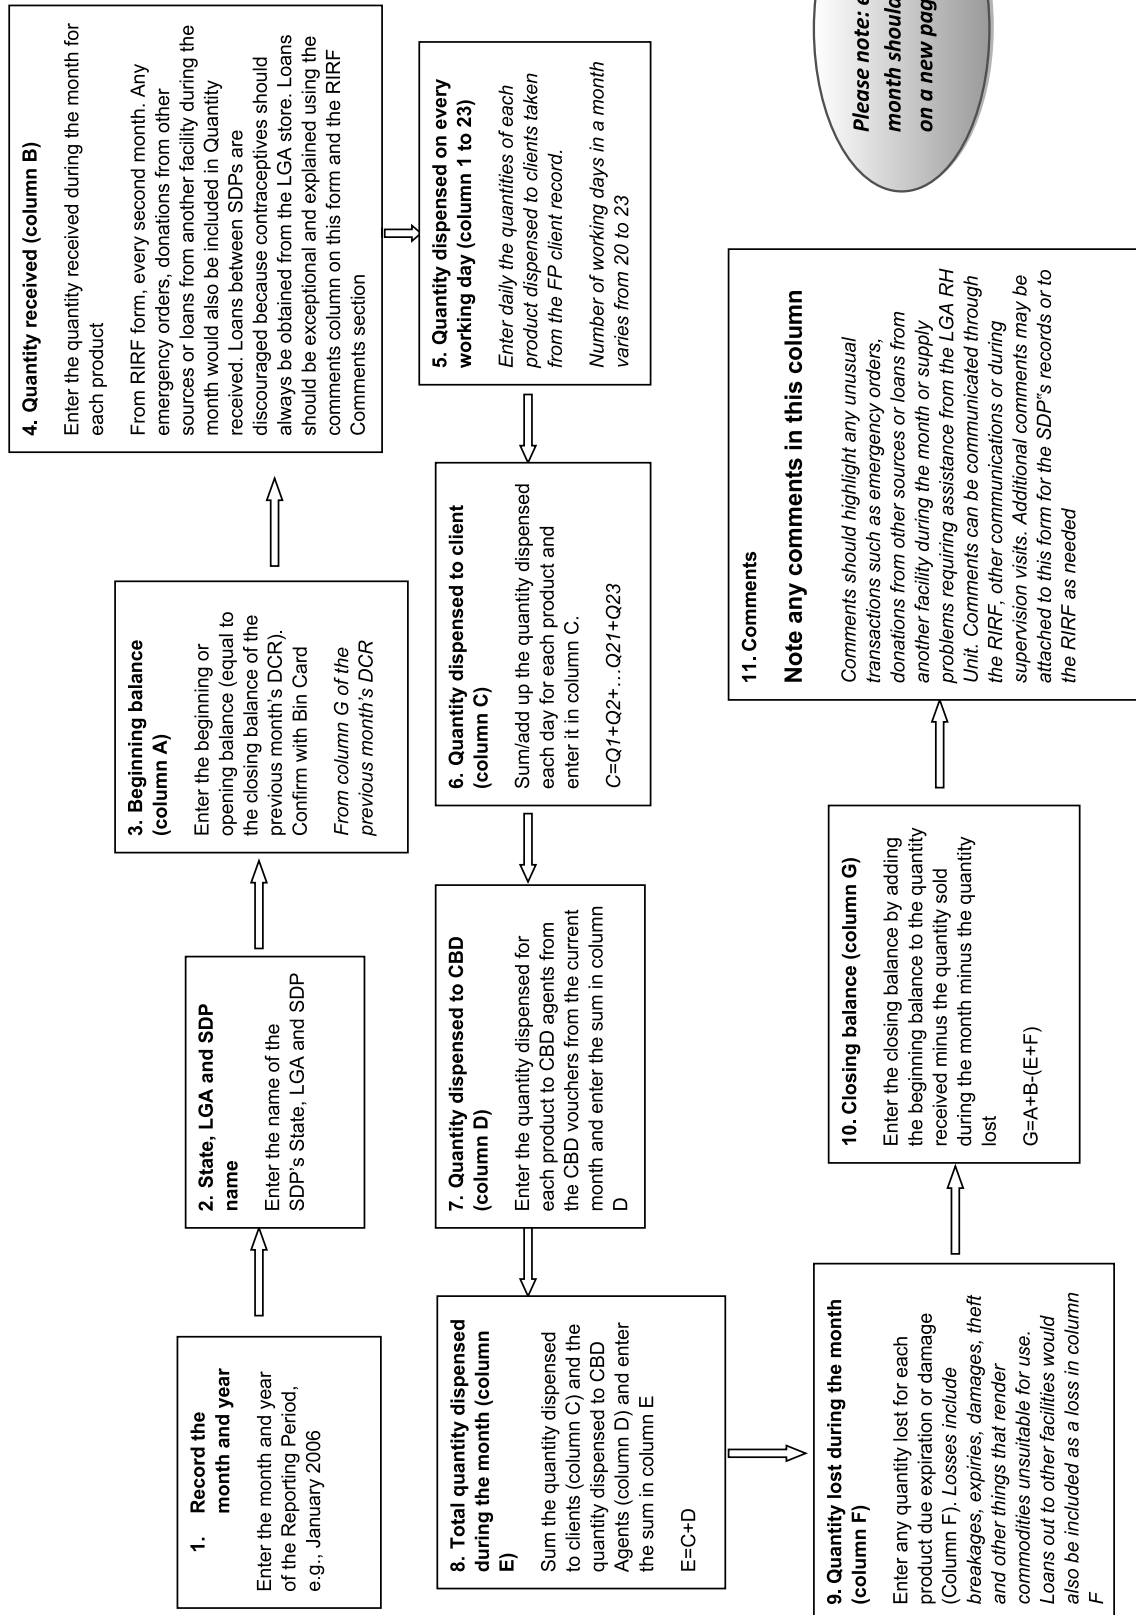 1. Record the
month and year
Enter the month and year
of the Reporting Period,
e.g., January 2006
2. State, LGA and SDP
name
Enter the name of the
SDP's State, LGA and SDP
3. Beginning balance
(column A)
Enter the beginning or
opening balance (equal to
the closing balance of the
previous month's DCR).
Confirm with Bin Card
From column G of the
previous month's DCR
4. Quantity received (column B)
Enter the quantity received during the month for
each product
From RIRF form, every second month. Any
emergency orders, donations from other
sources or loans from another facility during the
month would also be included in Quantity
received. Loans between SDPs are
discouraged because contraceptives should
always be obtained from the LGA store. Loans
should be exceptional and explained using the
comments column on this form and the RIRF
Comments section
5. Quantity dispensed on every
working day (column 1 to 23)
Enter daily the quantities of each
product dispensed to clients taken
from the FP client record.
Number of working days in a month
varies from 20 to 23
6. Quantity dispensed to client
(column C)
Sum/add up the quantity dispensed
each day for each product and
enter it in column C.
C=Q1+Q2+…Q21+Q23
7. Quantity dispensed to CBD
(column D)
Enter the quantity dispensed for
each product to CBD agents from
the CBD vouchers from the current
month and enter the sum in column
D
8. Total quantity dispensed
during the month (column
E)
Sum the quantity dispensed
to clients (column C) and the
quantity dispensed to CBD
Agents (column D) and enter
the sum in column E
E=C+D
9. Quantity lost during the month
(column F)
Enter any quantity lost for each
product due expiration or damage
(Column F). Losses include
breakages, expiries, damages, theft
and other things that render
commodities unsuitable for use.
Loans out to other facilities would
also be included as a loss in column
F
10. Closing balance (column G)
Enter the closing balance by adding
the beginning balance to the quantity
received minus the quantity sold
during the month minus the quantity
lost
G=A+B-(E+F)
11. Comments
Note any comments in this column
Comments should highlight any unusual
transactions such as emergency orders,
donations from other sources or loans from
another facility during the month or supply
problems requiring assistance from the LGA RH
Unit. Comments can be communicated through
the RIRF, other communications or during
supervision visits. Additional comments may be
attached to this form for the SDP‟s records or to
the RIRF as needed
Please note:
month
on a new